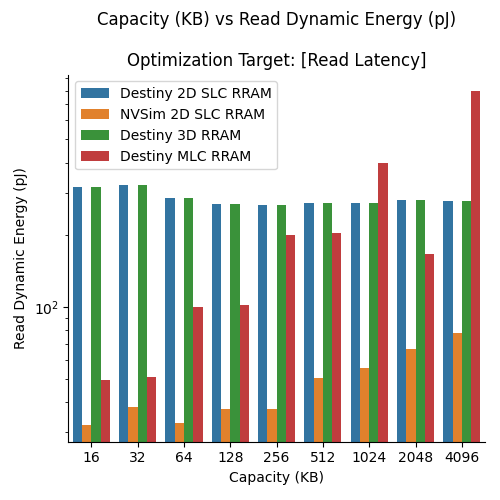 Capacity (KB) vs Read Dynamic Energy (pJ)
Optimization Target: [Read Latency]
Destiny 2D SLC RRAM
NVSim 2D SLC RRAM
Destiny 3D RRAM
Destiny MLC RRAM
Read Dynamic Energy (pJ)
10²
16 32 64 128 256 512 1024 2048 4096
Capacity (KB)